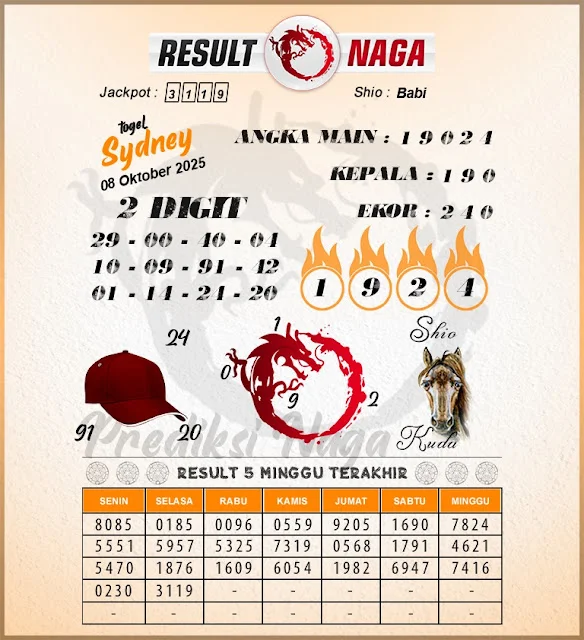 RESULT NAGA
Jackpot : 3119
Shio : Babi
togel
Sydney
08 Oktober 2025
ANGKA MAIN : 1 9 0 2 4
KEPALA : 1 9 0
EKOR : 2 4 0
2 DIGIT
29 - 00 - 40 - 04
10 - 09 - 91 - 42
01 - 14 - 24 - 20
1 9 2 4
24
91
20
1
0
9
2
Shio
Kuda
Prediksi Naga
RESULT 5 MINGGU TERAKHIR
SENIN SELASA RABU KAMIS JUMAT SABTU MINGGU
8085 0185 0096 0559 9205 1690 7824
5551 5957 5325 7319 0568 1791 4621
5470 1876 1609 6054 1982 6947 7416
0230 3119 - - - - -
- - - - - - -